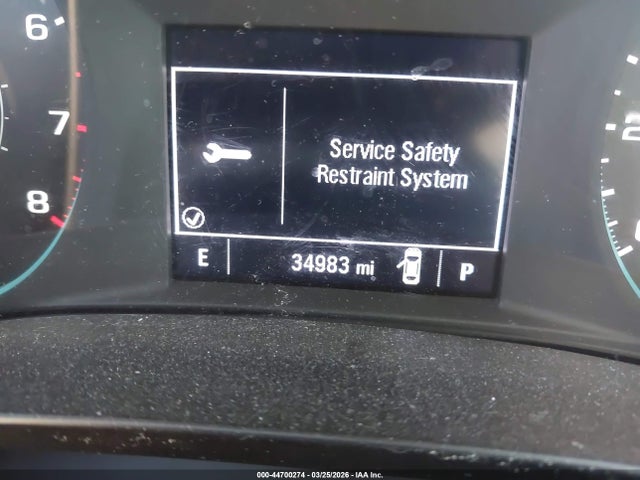 6
7
8
Service Safety
Restraint System
E
34983 mi
P
000-44700274 - 03/25/2026 - IAA Inc.